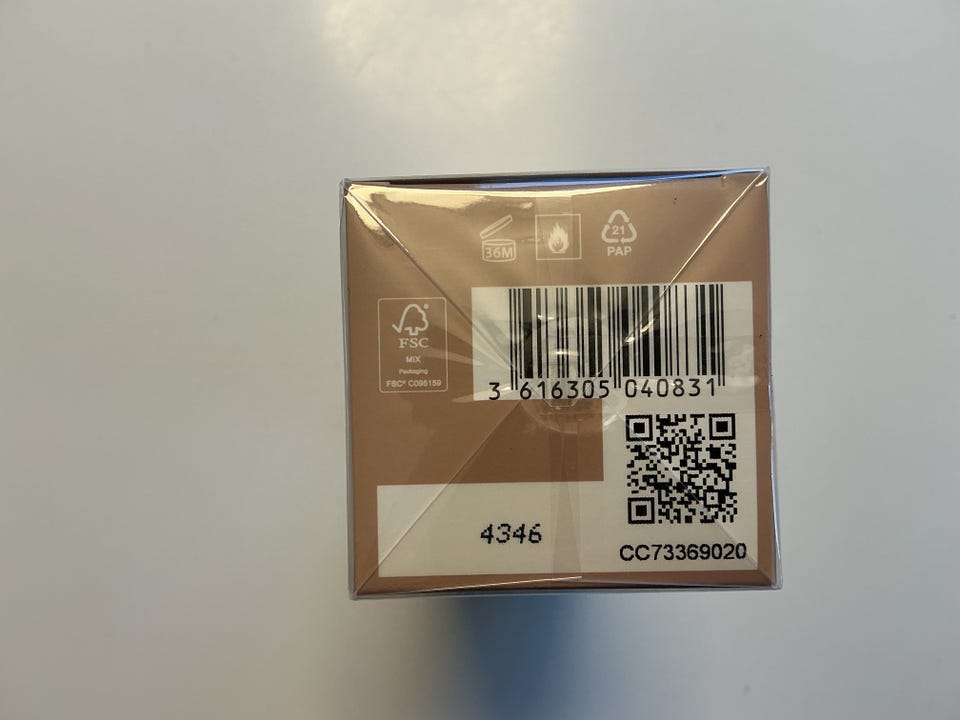 36M
21
PAP
FSC
MIX
Packaging
FSC® C095159
3 616305 040831
4346
CC73369020